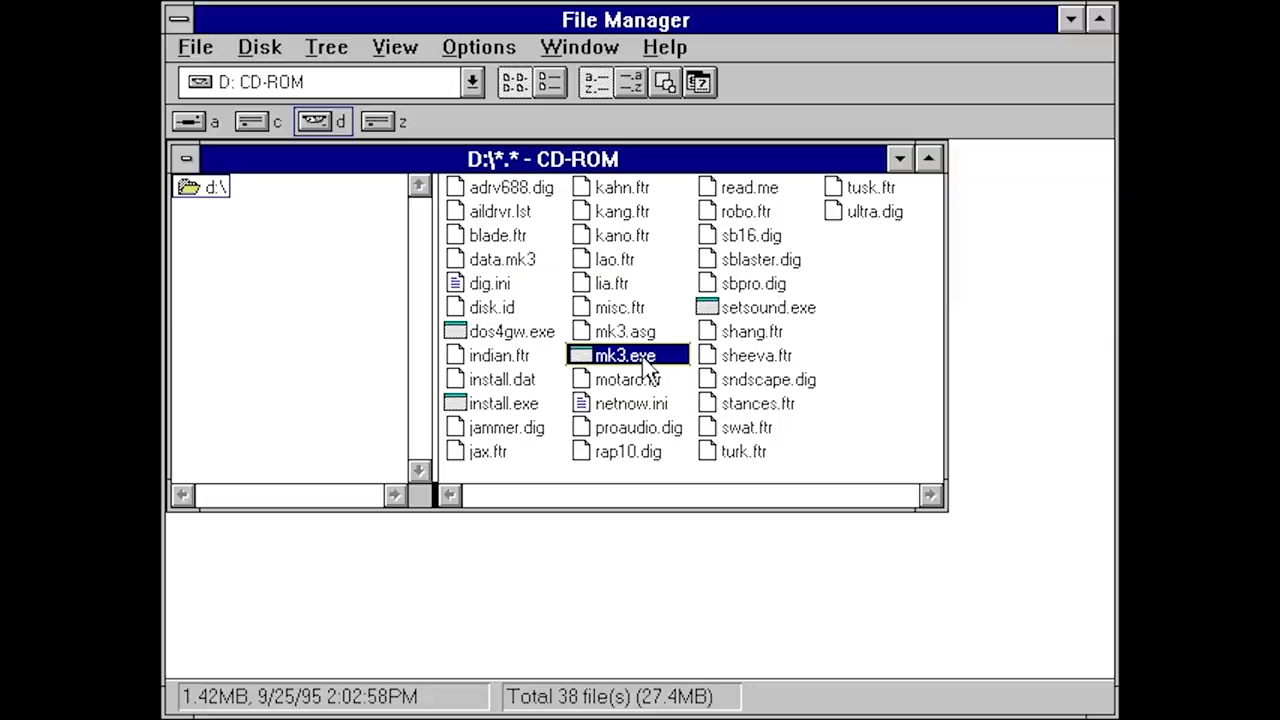 File Manager
File Disk Tree View Options Window Help
D: CD-ROM
a c d z
D:\*.* - CD-ROM
d:\
adrv688.dig kahn.ftr read.me tusk.ftr
aildrvr.lst kang.ftr robo.ftr ultra.dig
blade.ftr kano.ftr sb16.dig
data.mk3 lao.ftr sblaster.dig
dig.ini lia.ftr sbpro.dig
disk.id misc.ftr setsound.exe
dos4gw.exe mk3.asg shang.ftr
indian.ftr mk3.exe sheeva.ftr
install.dat sndscape.dig
install.exe netnow.ini stances.ftr
jammer.dig proaudio.dig swat.ftr
jax.ftr rap10.dig turk.ftr
1.42MB, 9/25/95 2:02:58PM Total 38 file(s) (27.4MB)